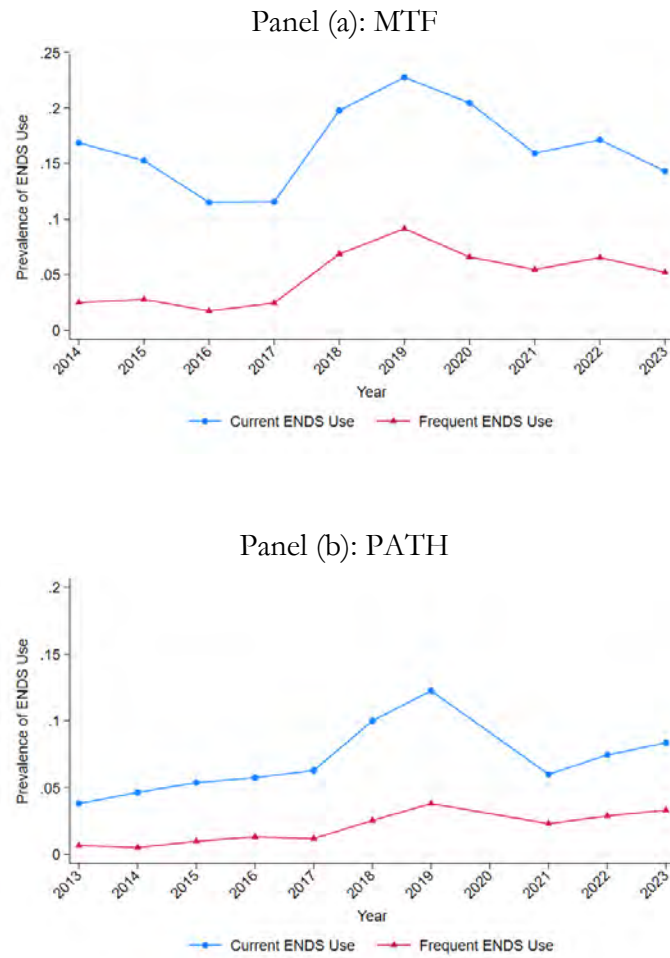 Panel (a): MTF
.25
.2
.15
.1
.05
0
Prevalence of ENDS Use
2014 2015 2016 2017 2018 2019 2020 2021 2022 2023
Year
Current ENDS Use Frequent ENDS Use
Panel (b): PATH
.2
.15
.1
.05
0
Prevalence of ENDS Use
2013 2014 2015 2016 2017 2018 2019 2020 2021 2022 2023
Year
Current ENDS Use Frequent ENDS Use